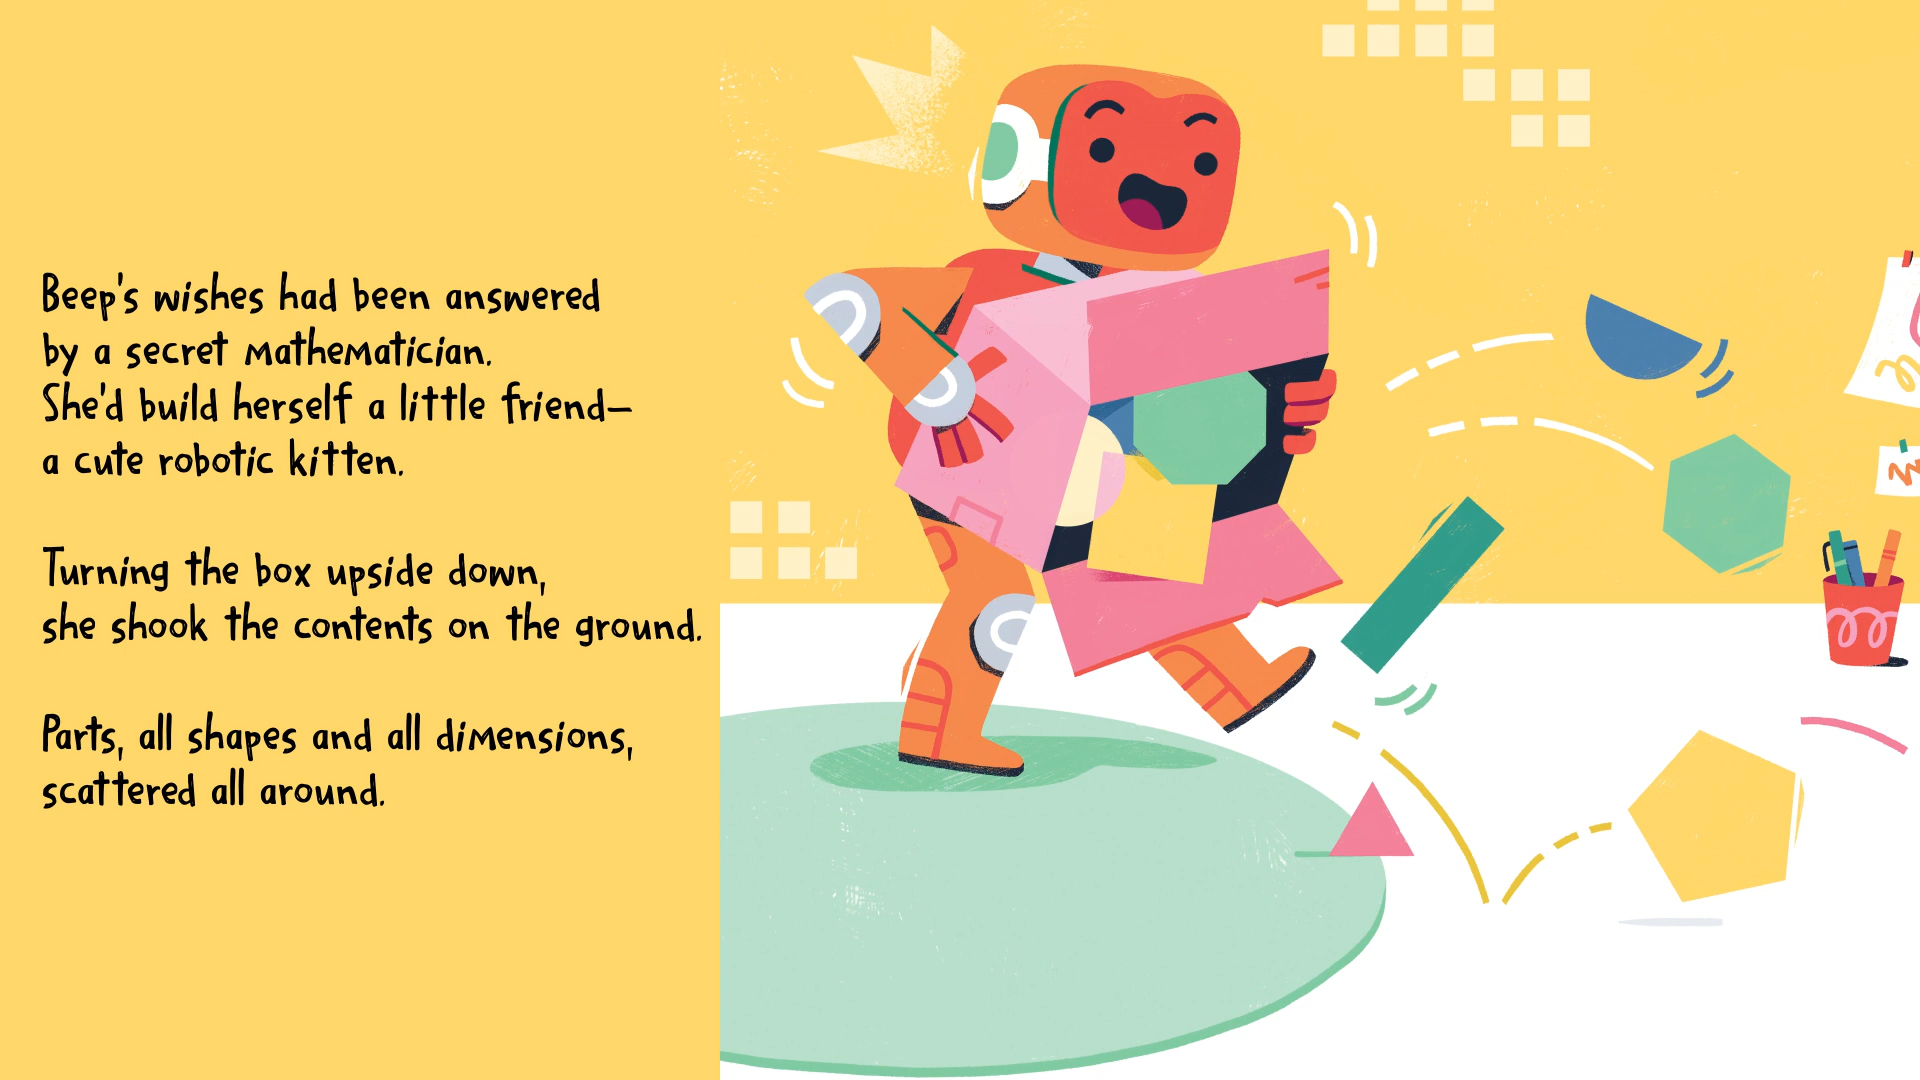 Beep's wishes had been answered
by a secret mathematician.
She'd build herself a little friend—
a cute robotic kitten.
Turning the box upside down,
she shook the contents on the ground.
Parts, all shapes and all dimensions,
scattered all around.